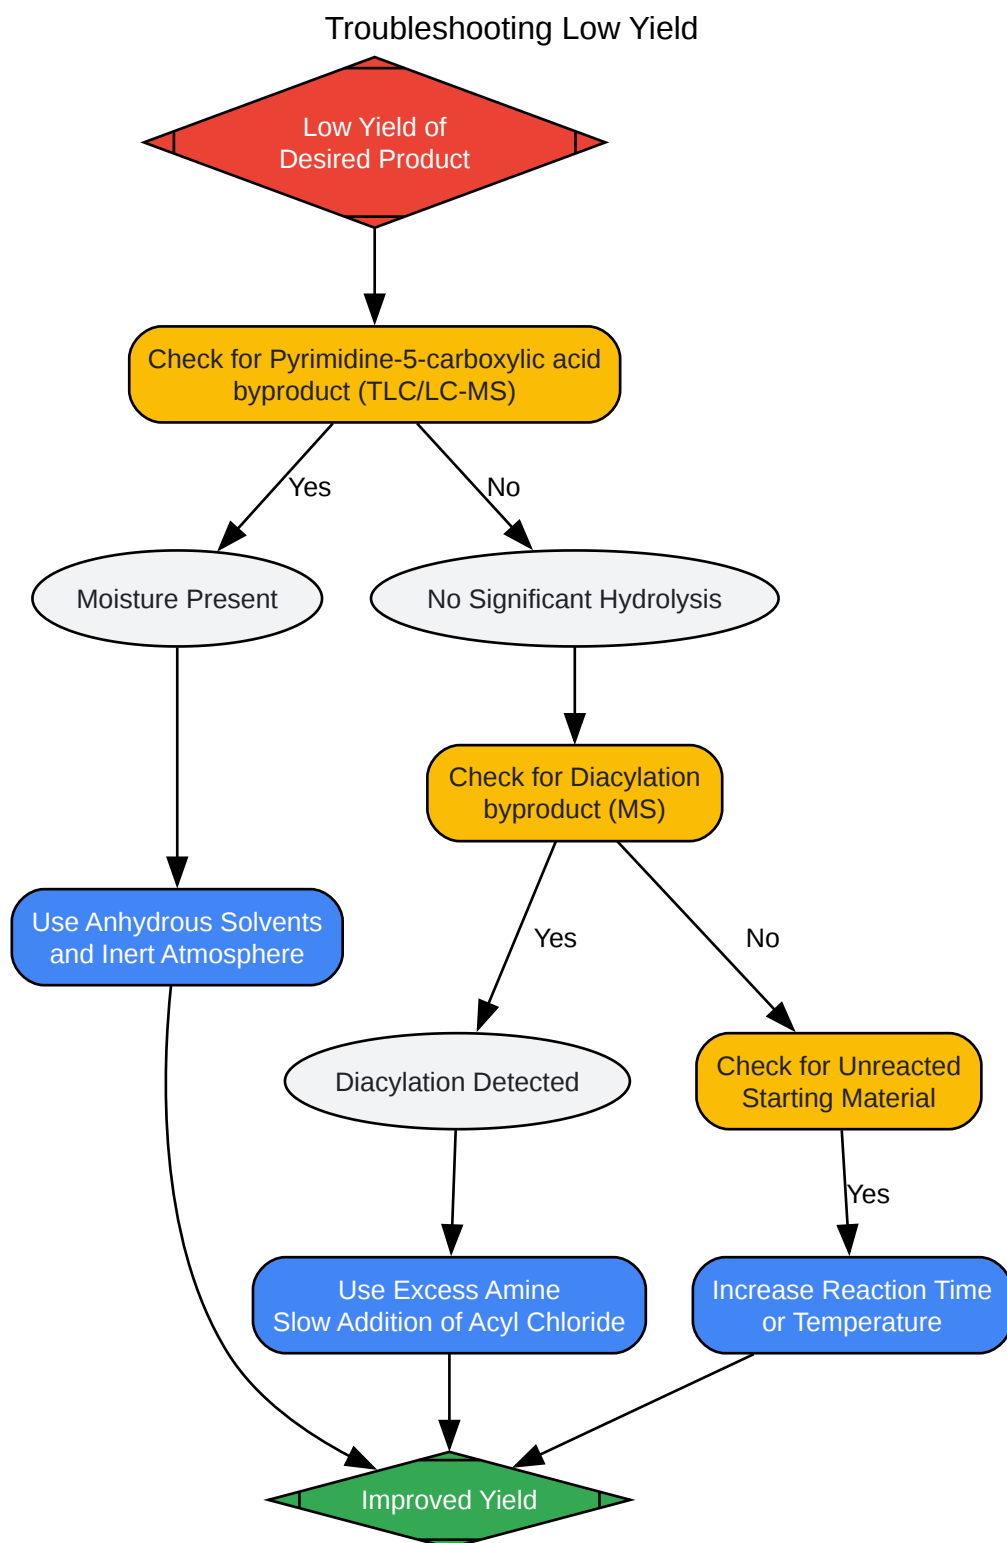 Troubleshooting Low Yield
Low Yield of
Desired Product
Check for Pyrimidine-5-carboxylic acid
byproduct (TLC/LC-MS)
Yes
No
Moisture Present
No Significant Hydrolysis
Check for Diacylation
byproduct (MS)
Use Anhydrous Solvents
and Inert Atmosphere
Yes
No
Diacylation Detected
Check for Unreacted
Starting Material
Yes
Use Excess Amine
Slow Addition of Acyl Chloride
Increase Reaction Time
or Temperature
Improved Yield